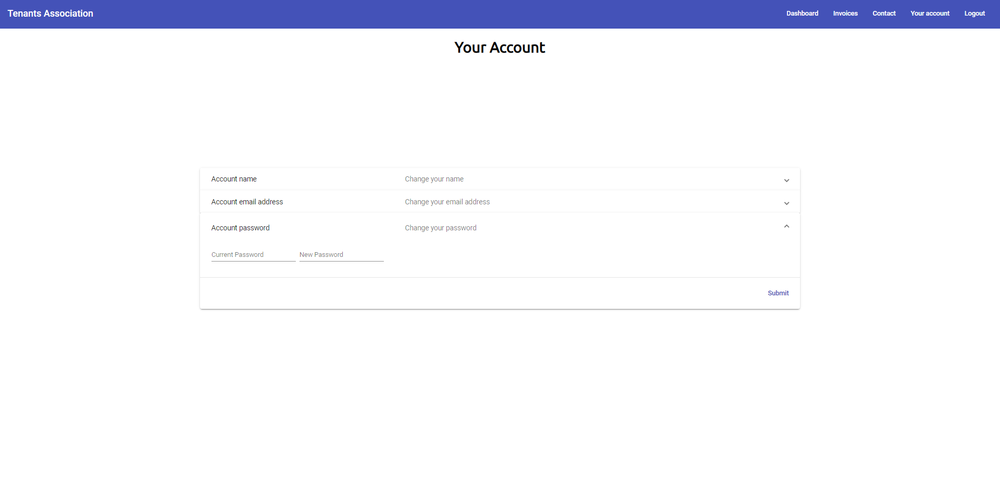 Tenants Association Dashboard Invoices Contact Your account Logout
Your Account
Account name Change your name
Account email address Change your email address
Account password Change your password
Current Password New Password
Submit